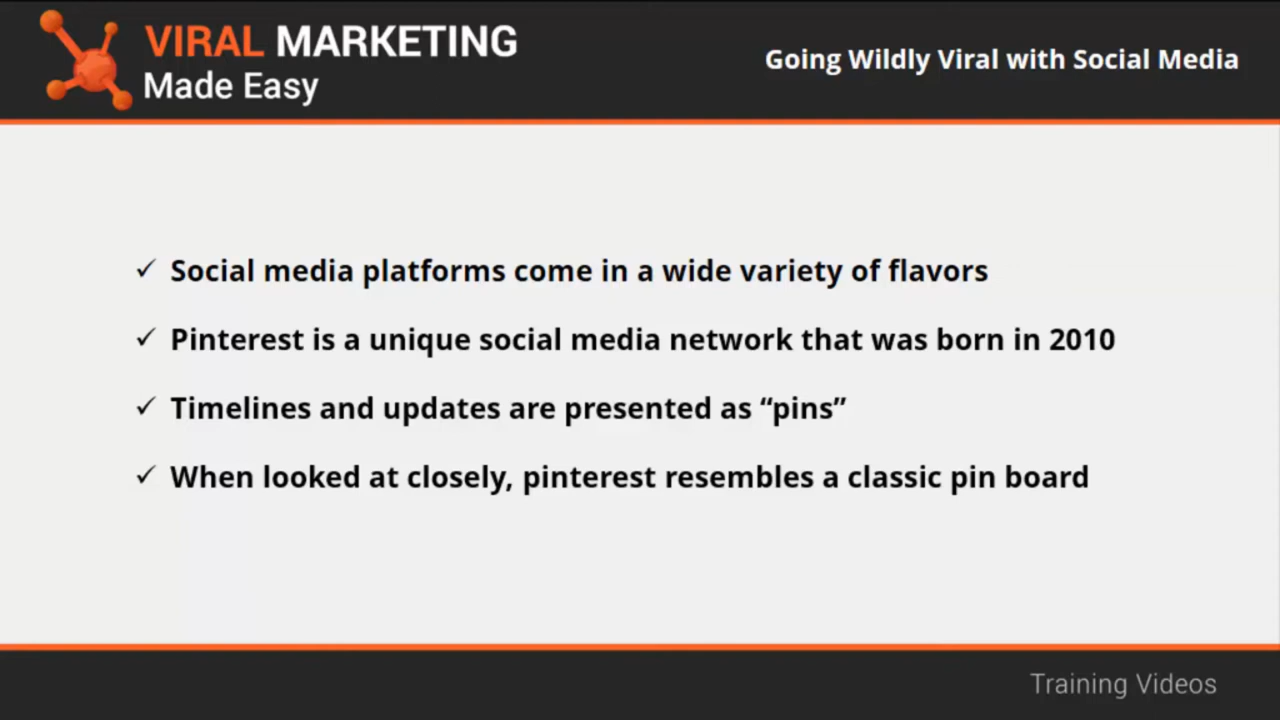 VIRAL MARKETING
Made Easy
Going Wildly Viral with Social Media
✓ Social media platforms come in a wide variety of flavors
✓ Pinterest is a unique social media network that was born in 2010
✓ Timelines and updates are presented as “pins”
✓ When looked at closely, pinterest resembles a classic pin board
Training Videos